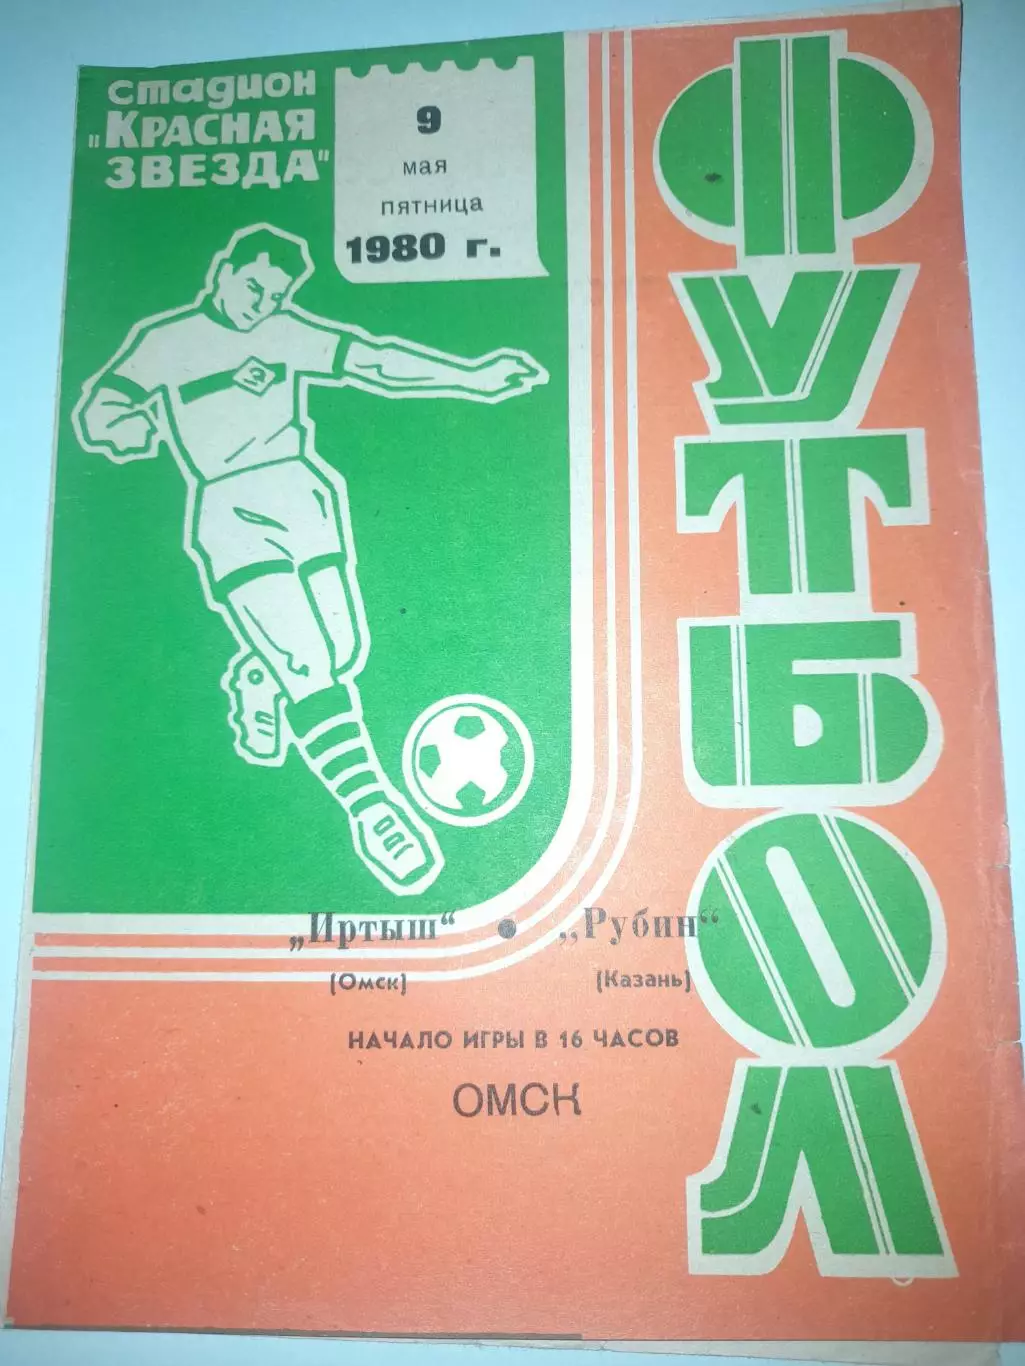 стадион
„КРАСНАЯ
ЗВЕЗДА"
9
мая
пятница
1980 г.
З
ФУТБОЛ
„Иртыш“ • „Рубин“
(Омск) (Казань)
НАЧАЛО ИГРЫ В 16 ЧАСОВ
ОМСК